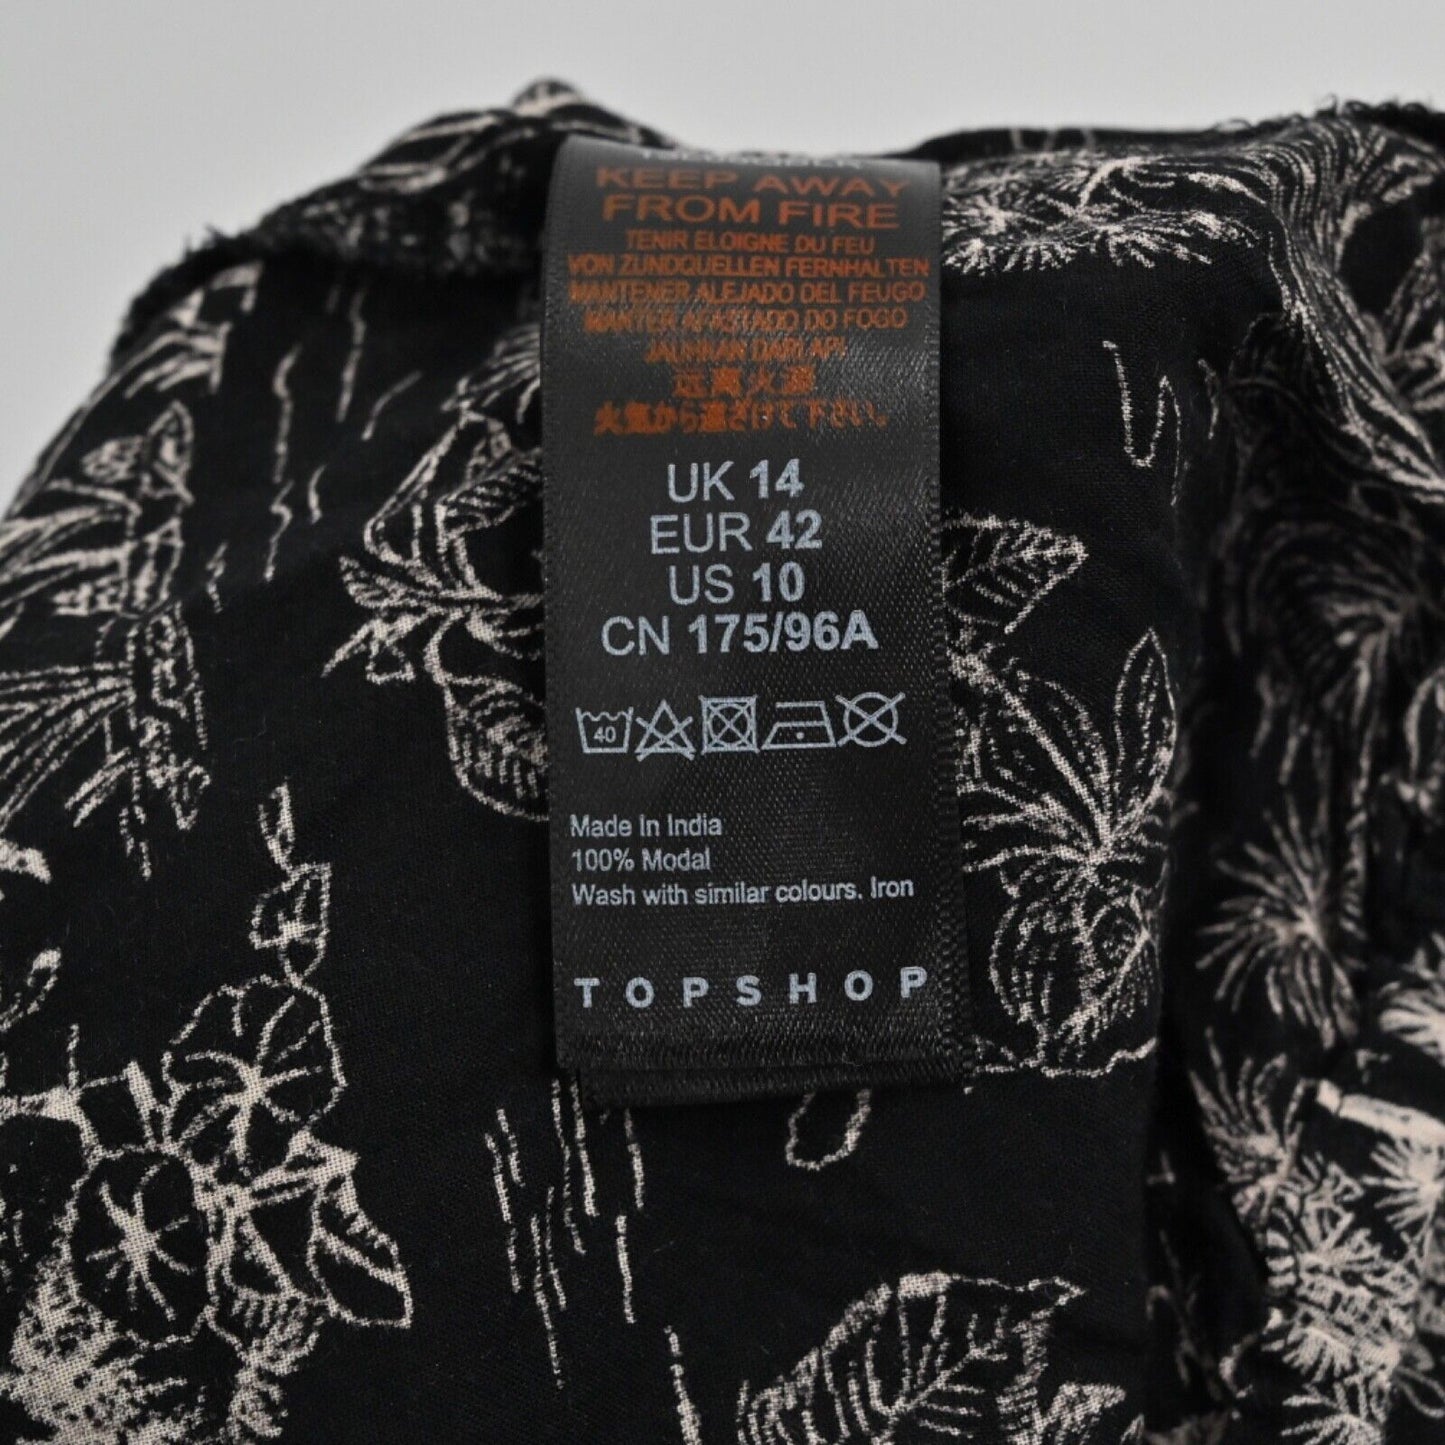 KEEP AWAY
FROM FIRE
TENIR ELOIGNE DU FEU
VON ZUNDQUELLEN FERNHALTEN
MANTENER ALEJADO DEL FEUGO
MANTER AFASTADO DO FOGO
JAUHKAN DARI API
远离火源
火気から遠ざけて下さい。
UK 14
EUR 42
US 10
CN 175/96A
40
Made In India
100% Modal
Wash with similar colours. Iron
TOPSHOP